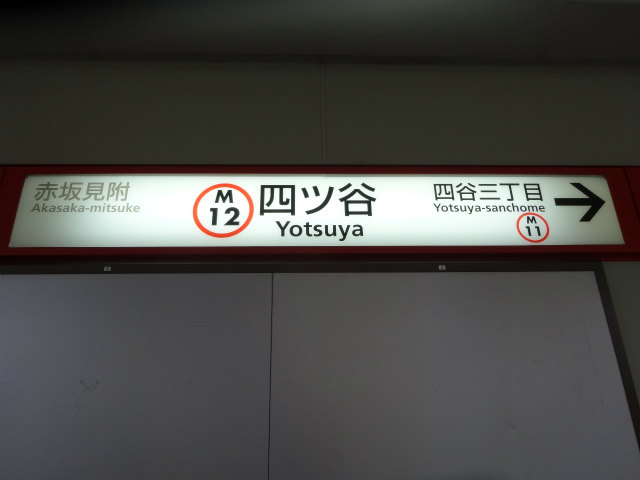 赤坂見附
Akasaka-mitsuke
M
12
四ツ谷
Yotsuya
四谷三丁目
Yotsuya-sanchome
M
11